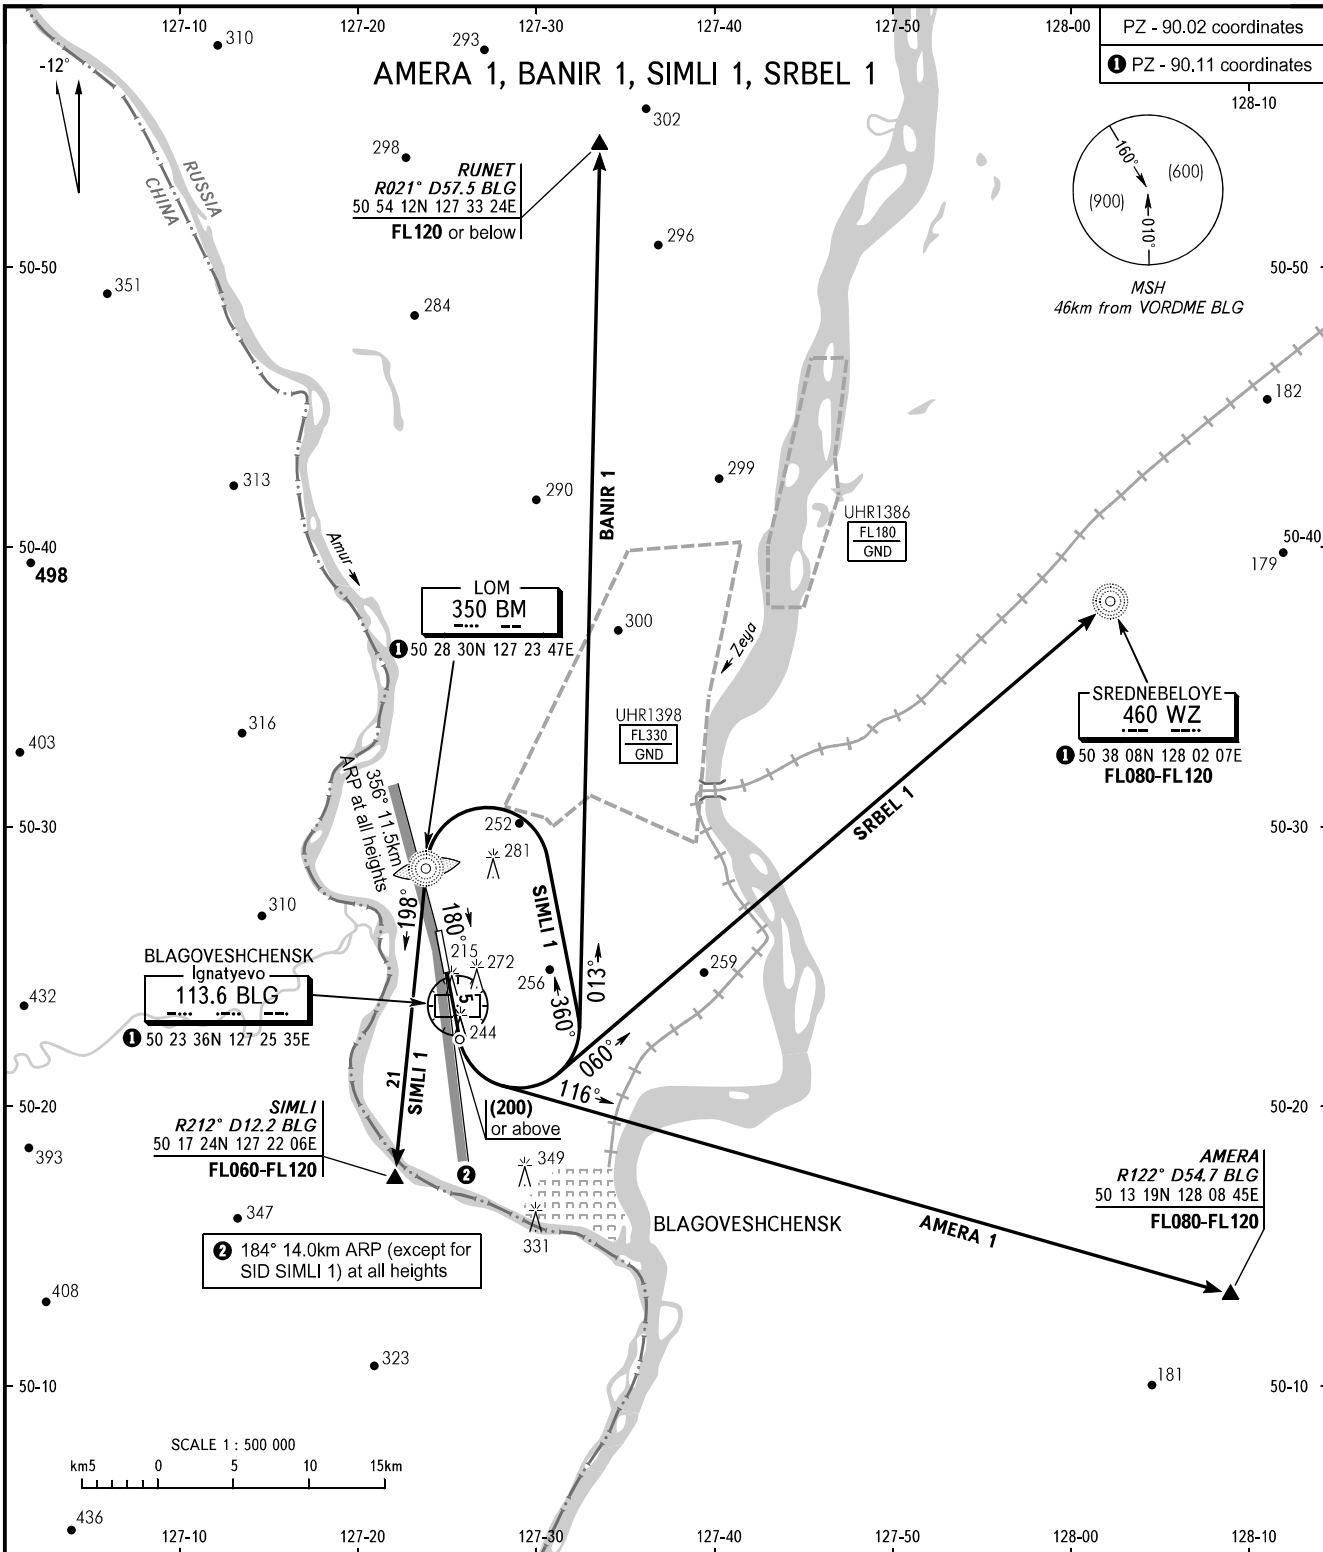 127-10
127-20
127-30
127-40
127-50
128-00
PZ - 90.02 coordinates
❶ PZ - 90.11 coordinates
AMERA 1, BANIR 1, SIMLI 1, SRBEL 1
-12°
310
293
302
128-10
298
RUSSIA
CHINA
RUNET
R021° D57.5 BLG
50 54 12N 127 33 24E
FL120 or below
296
160°
(600)
(900)
010°
MSH
46km from VORDME BLG
50-50
50-50
351
284
182
313
290
BANIR 1
299
UHR1386
FL180
GND
50-40
50-40
498
Amur
179
LOM
350 BM
❶ 50 28 30N 127 23 47E
300
Zeya
SREDNEBELOYE
460 WZ
❶ 50 38 08N 128 02 07E
FL080-FL120
UHR1398
FL330
GND
316
403
356° 11.5km
ARP at all heights
SRBEL 1
50-30
50-30
252
281
SIMLI 1
198°
180°
310
BLAGOVESHCHENSK
Ignatyevo
113.6 BLG
❶ 50 23 36N 127 25 35E
215
272
256
259
432
5
244
360°
013°
060°
116°
21
SIMLI 1
50-20
50-20
SIMLI
R212° D12.2 BLG
50 17 24N 127 22 06E
FL060-FL120
(200)
or above
393
❷
349
AMERA
R122° D54.7 BLG
50 13 19N 128 08 45E
FL080-FL120
347
331
BLAGOVESHCHENSK
AMERA 1
❷ 184° 14.0km ARP (except for
SID SIMLI 1) at all heights
408
323
181
50-10
50-10
SCALE 1 : 500 000
km5
0
5
10
15km
436
127-10
127-20
127-30
127-40
127-50
128-00
128-10